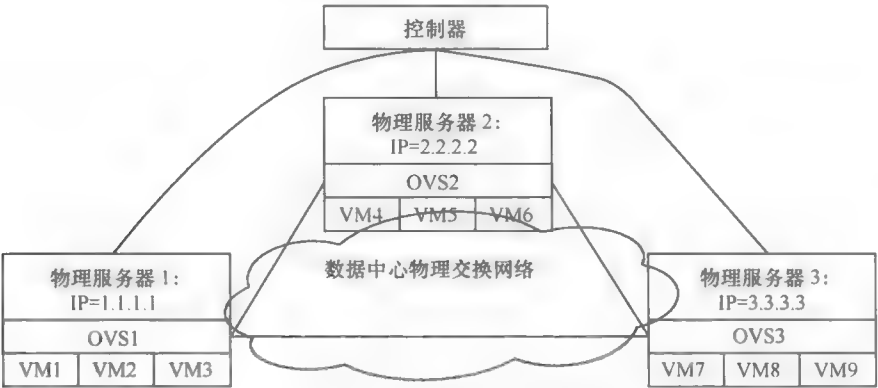 控制器
物理服务器 2:
IP=2.2.2.2
OVS2
VM4 VM5 VM6
数据中心物理交换网络
物理服务器 1:
IP=1.1.1.1
OVS1
VM1 VM2 VM3
物理服务器 3:
IP=3.3.3.3
OVS3
VM7 VM8 VM9